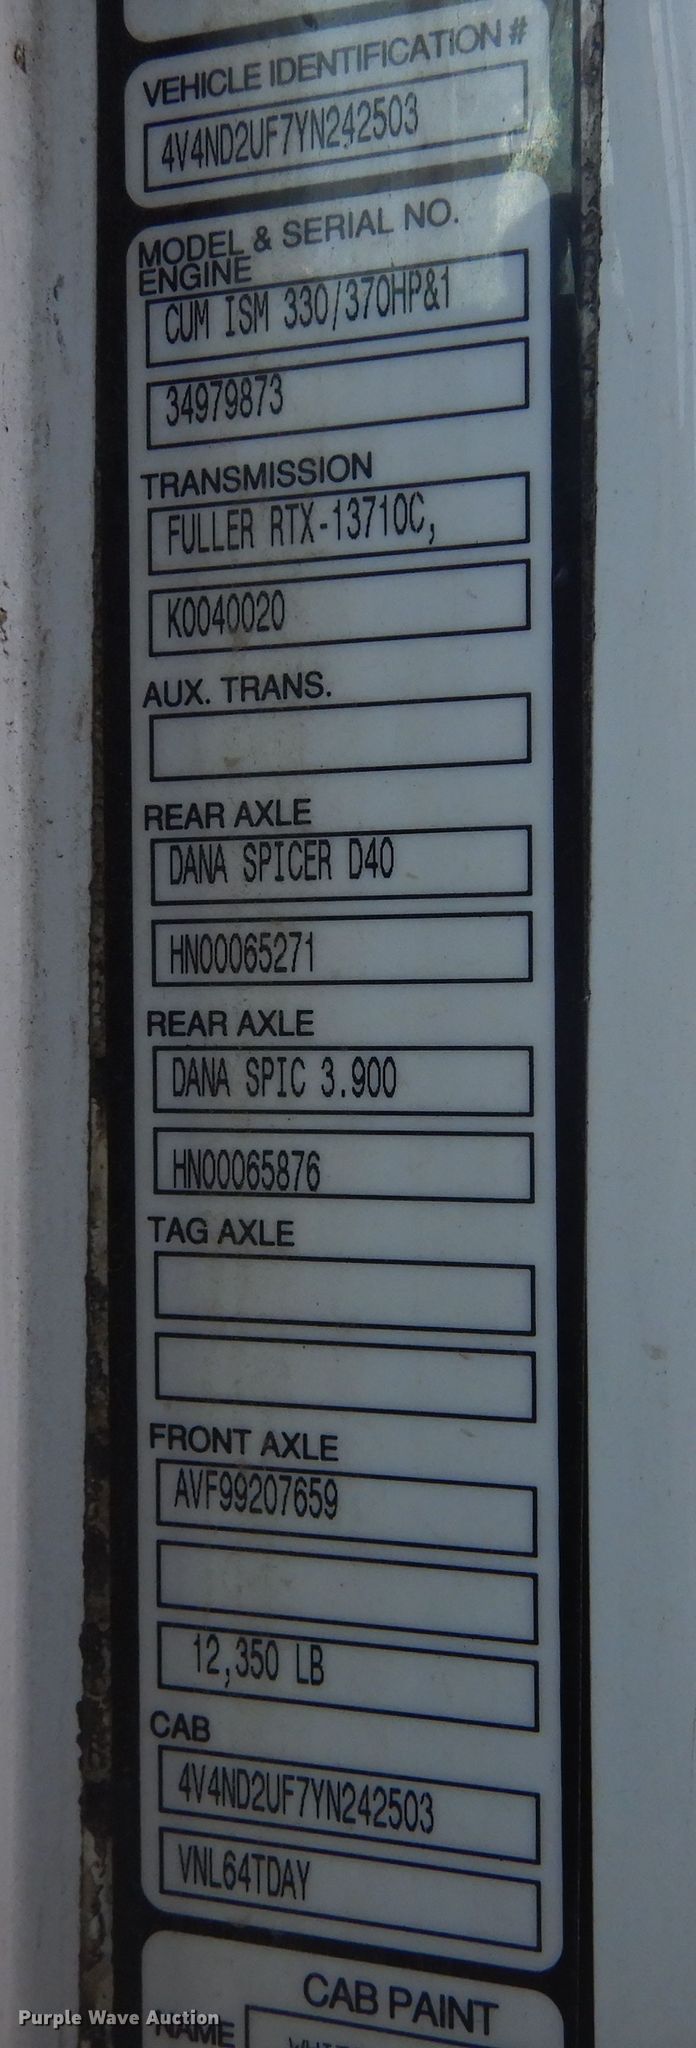 VEHICLE IDENTIFICATION #
4V4ND2UF7YN242503
MODEL & SERIAL NO.
ENGINE
CUM ISM 330/370HP&1
34979873
TRANSMISSION
FULLER RTX-13710C,
K0040020
AUX. TRANS.
REAR AXLE
DANA SPICER D40
HN00065271
REAR AXLE
DANA SPIC 3.900
HN00065876
TAG AXLE
FRONT AXLE
AVF99207659
12,350 LB
CAB
4V4ND2UF7YN242503
VNL64TDAY
CAB PAINT
NAME
Purple Wave Auction